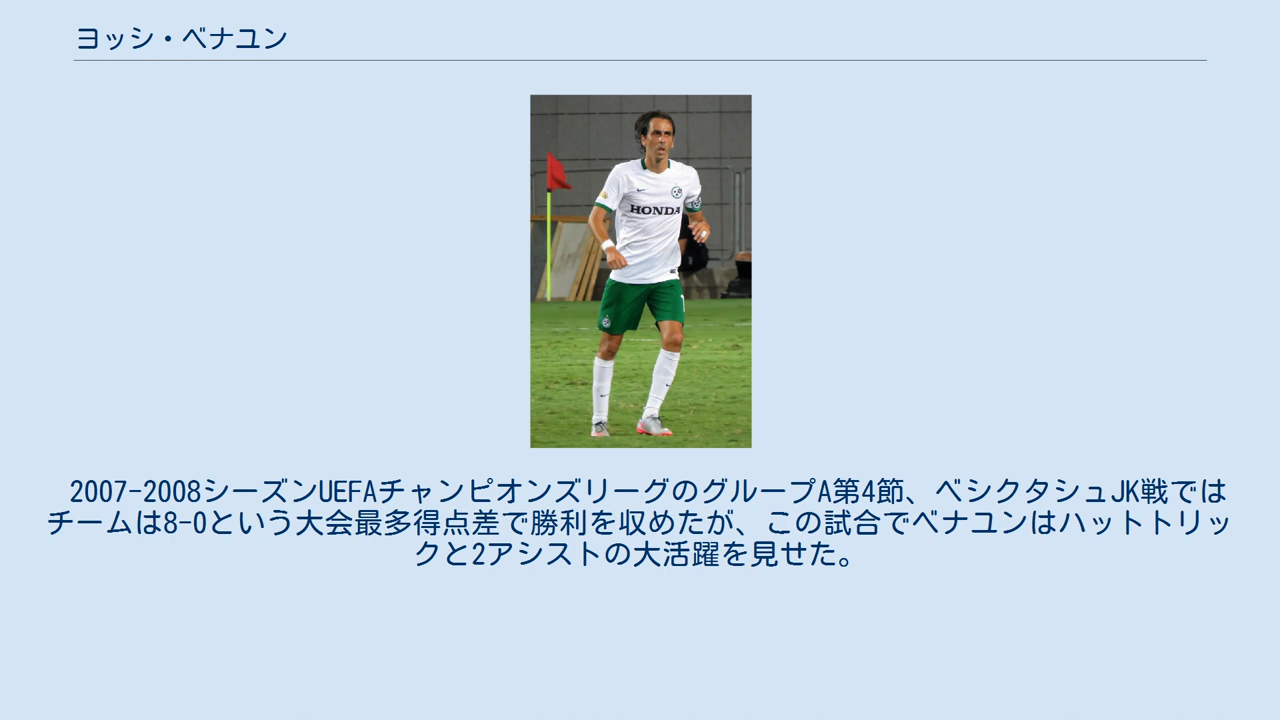 ヨッシ・ベナユン
HONDA
2007-2008シーズンUEFAチャンピオンズリーグのグループA第4節、ベシクタシュJK戦では
チームは8-0という大会最多得点差で勝利を収めたが、この試合でベナユンはハットトリッ
クと2アシストの大活躍を見せた。